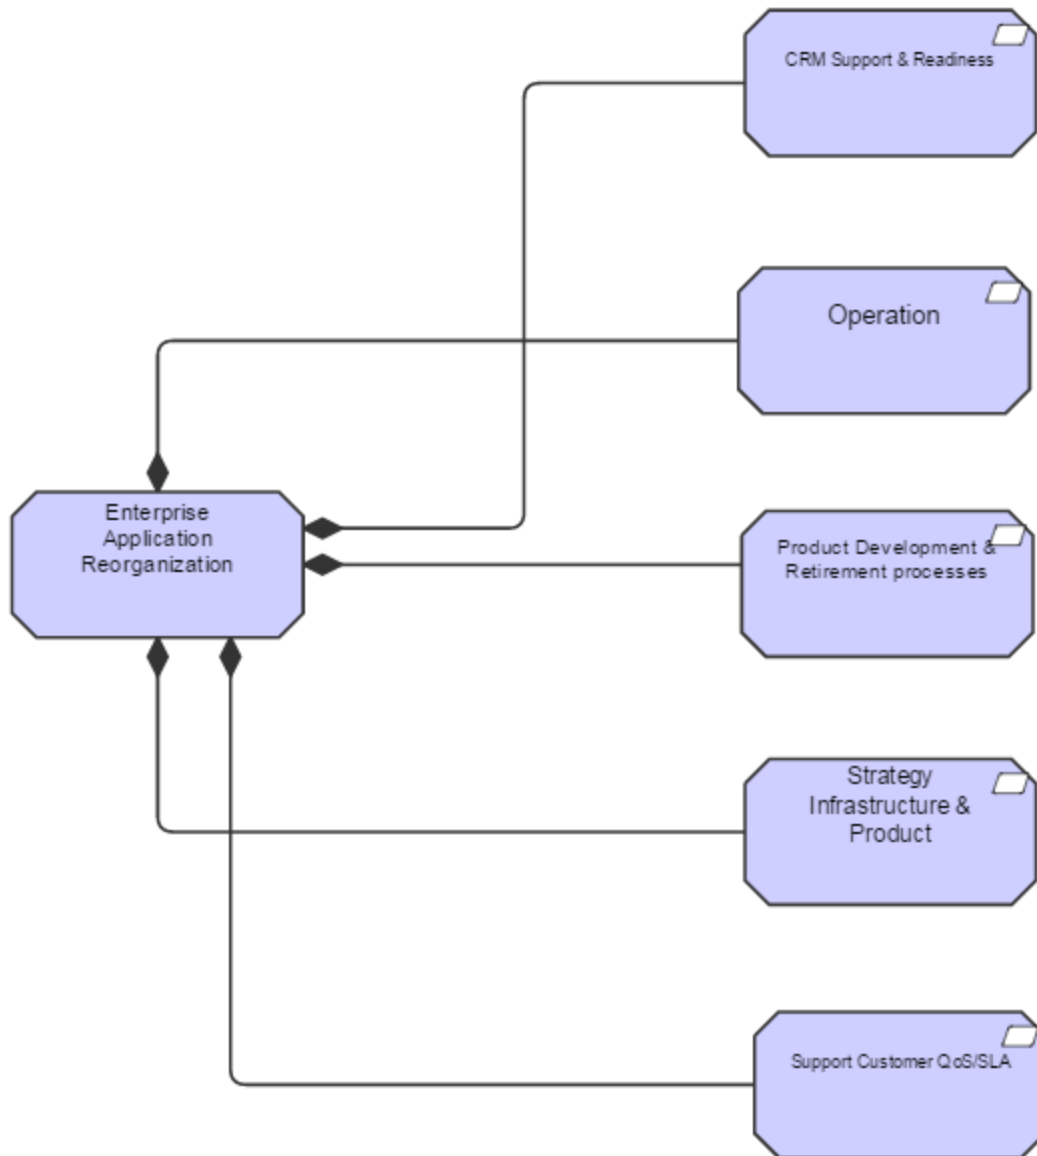 CRM Support & Readiness
Operation
Enterprise
Application
Reorganization
Product Development &
Retirement processes
Strategy
Infrastructure &
Product
Support Customer QoS/SLA